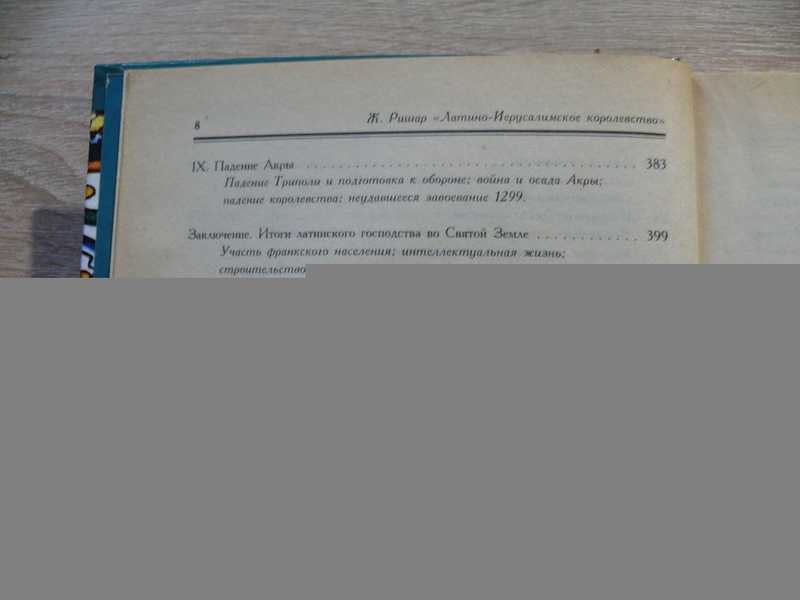 8
Ж. Ришар «Латино-Иерусалимское королевство»
IX. Падение Акры ........................................ 383
Падение Триполи и подготовка к обороне; война и осада Акры;
падение королевства; неудавшееся завоевание 1299.
Заключение. Итоги латинского господства во Святой Земле ............ 399
Участь франкского населения; интеллектуальная жизнь;
строительство